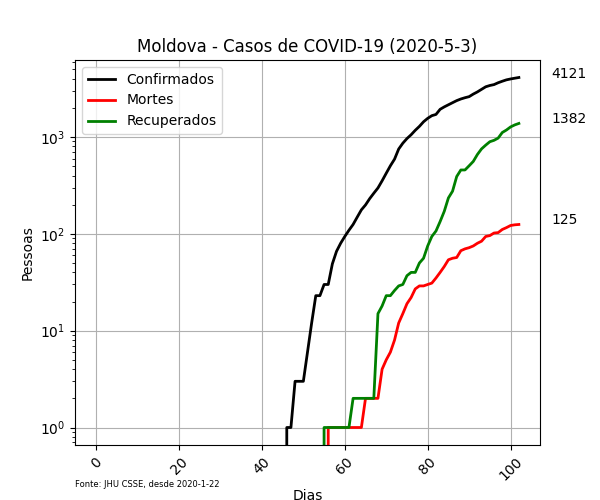 Moldova - Casos de COVID-19 (2020-5-3)
Confirmados
Mortes
Recuperados
4121
1382
125
Pessoas
10³
10²
10¹
10⁰
0
20
40
60
80
100
Fonte: JHU CSSE, desde 2020-1-22
Dias